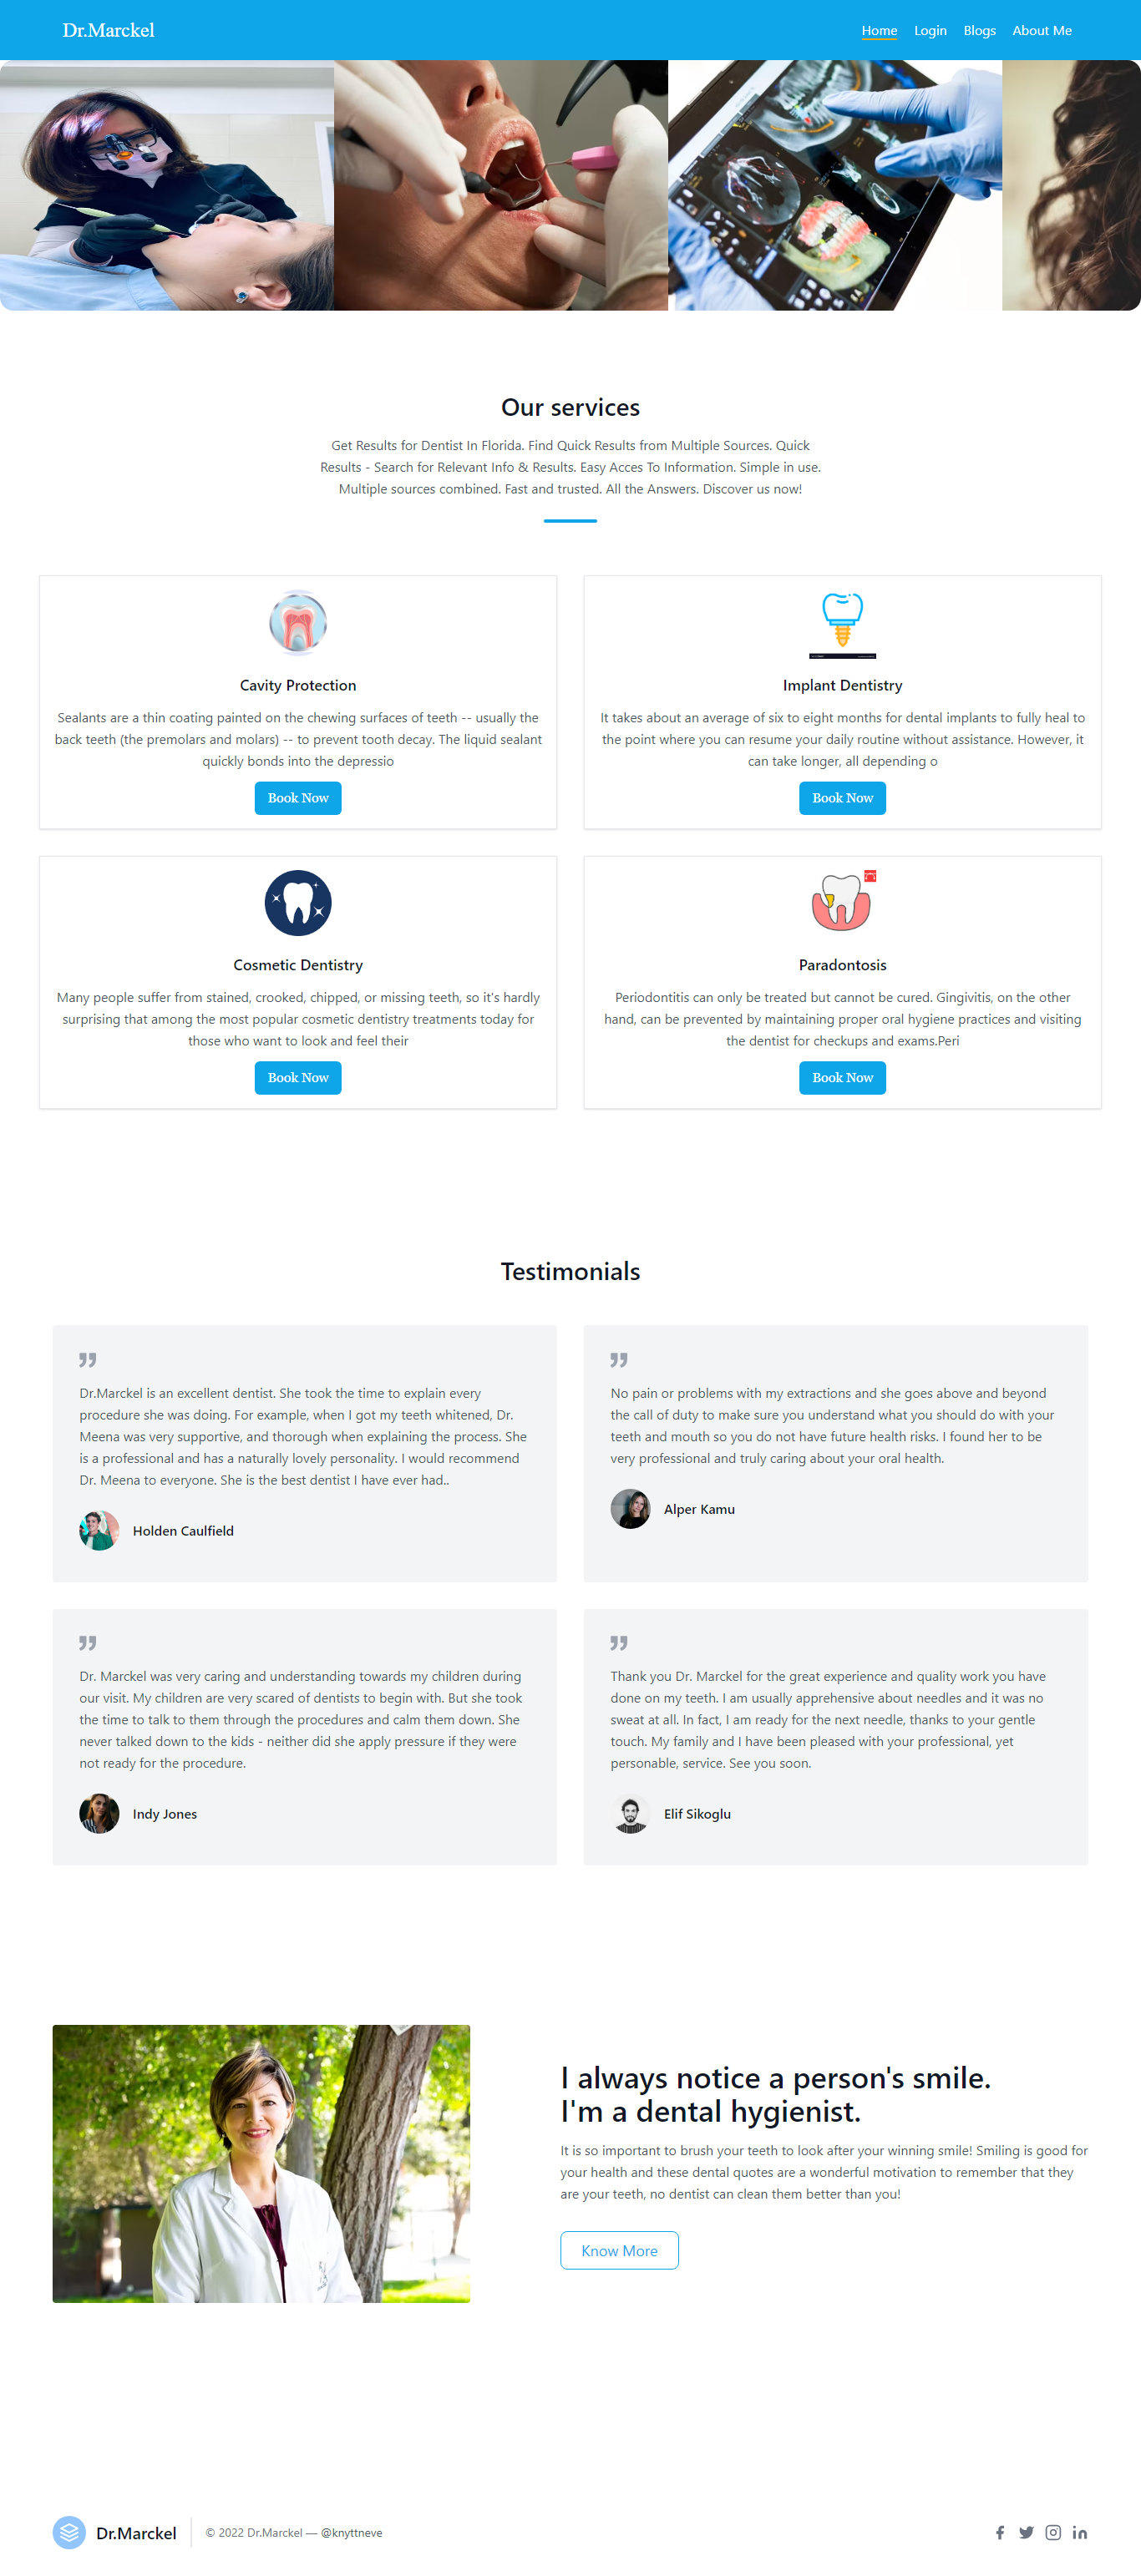 Dr.Marckel
Home Login Blogs About Me
Our services
Get Results for Dentist In Florida. Find Quick Results from Multiple Sources. Quick
Results - Search for Relevant Info & Results. Easy Acces To Information. Simple in use.
Multiple sources combined. Fast and trusted. All the Answers. Discover us now!
Cavity Protection
Sealants are a thin coating painted on the chewing surfaces of teeth -- usually the
back teeth (the premolars and molars) -- to prevent tooth decay. The liquid sealant
quickly bonds into the depressio
Book Now
Implant Dentistry
It takes about an average of six to eight months for dental implants to fully heal to
the point where you can resume your daily routine without assistance. However, it
can take longer, all depending o
Book Now
Cosmetic Dentistry
Many people suffer from stained, crooked, chipped, or missing teeth, so it's hardly
surprising that among the most popular cosmetic dentistry treatments today for
those who want to look and feel their
Book Now
Paradontosis
Periodontitis can only be treated but cannot be cured. Gingivitis, on the other
hand, can be prevented by maintaining proper oral hygiene practices and visiting
the dentist for checkups and exams.Peri
Book Now
Testimonials
Dr.Marckel is an excellent dentist. She took the time to explain every
procedure she was doing. For example, when I got my teeth whitened, Dr.
Meena was very supportive, and thorough when explaining the process. She
is a professional and has a naturally lovely personality. I would recommend
Dr. Meena to everyone. She is the best dentist I have ever had..
Holden Caulfield
No pain or problems with my extractions and she goes above and beyond
the call of duty to make sure you understand what you should do with your
teeth and mouth so you do not have future health risks. I found her to be
very professional and truly caring about your oral health.
Alper Kamu
Dr. Marckel was very caring and understanding towards my children during
our visit. My children are very scared of dentists to begin with. But she took
the time to talk to them through the procedures and calm them down. She
never talked down to the kids - neither did she apply pressure if they were
not ready for the procedure.
Indy Jones
Thank you Dr. Marckel for the great experience and quality work you have
done on my teeth. I am usually apprehensive about needles and it was no
sweat at all. In fact, I am ready for the next needle, thanks to your gentle
touch. My family and I have been pleased with your professional, yet
personable, service. See you soon.
Elif Sikoglu
I always notice a person's smile.
I'm a dental hygienist.
It is so important to brush your teeth to look after your winning smile! Smiling is good for
your health and these dental quotes are a wonderful motivation to remember that they
are your teeth, no dentist can clean them better than you!
Know More
Dr.Marckel
© 2022 Dr.Marckel — @knyttneve